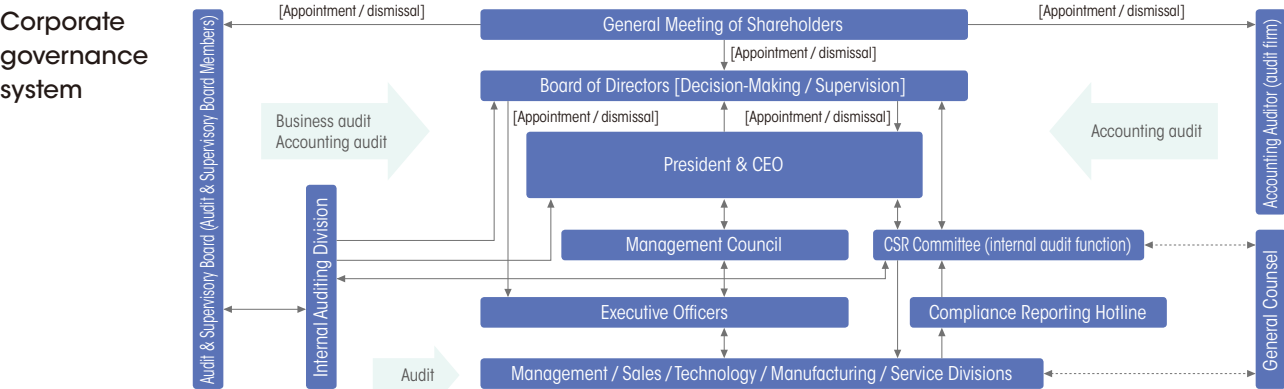 Corporate
governance
system
[Appointment / dismissal]
General Meeting of Shareholders
[Appointment / dismissal]
[Appointment / dismissal]
Board of Directors [Decision-Making / Supervision]
[Appointment / dismissal]
[Appointment / dismissal]
Business audit
Accounting audit
Accounting audit
President & CEO
Audit & Supervisory Board (Audit & Supervisory Board Members)
Internal Auditing Division
Accounting Auditor (audit firm)
Management Council
CSR Committee (internal audit function)
Executive Officers
Compliance Reporting Hotline
General Counsel
Audit
Management / Sales / Technology / Manufacturing / Service Divisions